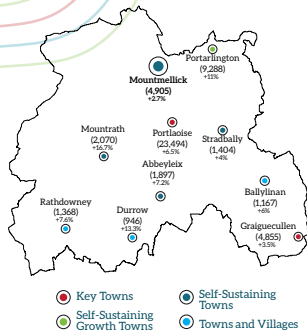 Portarlington
(9,288)
+11%
Mountmellick
(4,905)
+2.7%
Mountrath
(2,070)
+16.7%
Portlaoise
(23,494)
+6.5%
Stradbally
(1,404)
+4%
Abbeyleix
(1,897)
+7.2%
Rathdowney
(1,368)
+7.6%
Durrow
(946)
+13.3%
Ballylinan
(1,167)
+6%
Graiguecullen
(4,855)
+3.5%
Key Towns
Self-Sustaining
Growth Towns
Self-Sustaining
Towns
Towns and Villages